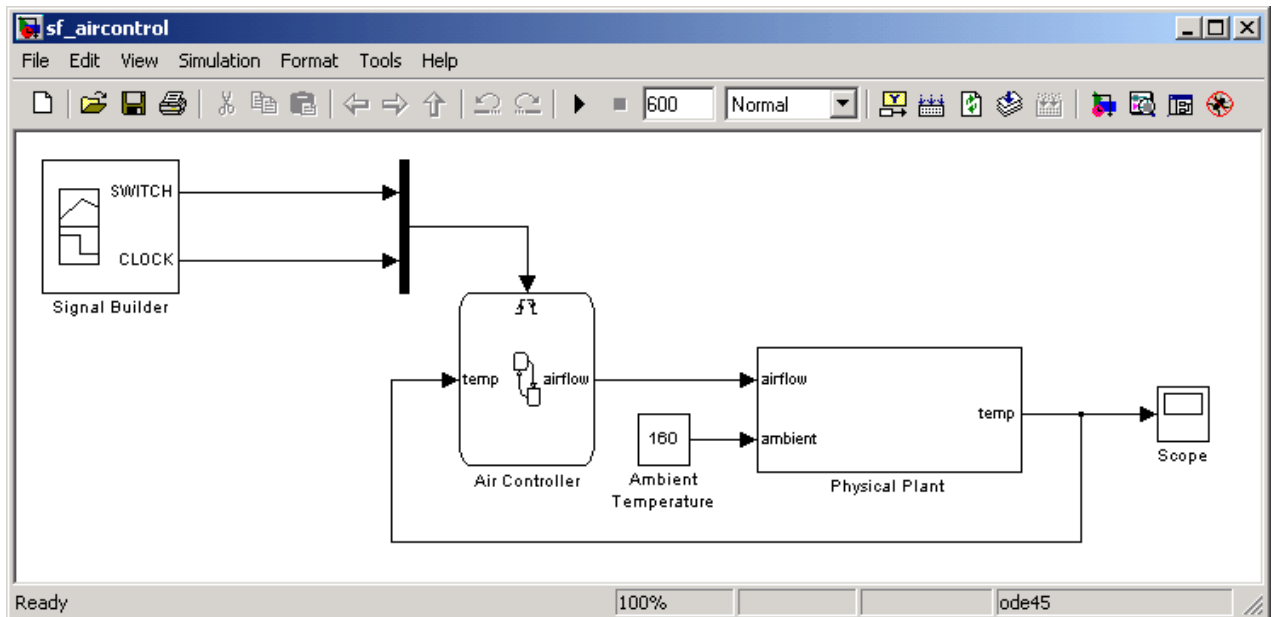 sf_aircontrol
File Edit View Simulation Format Tools Help
600 Normal
SWITCH
CLOCK
Signal Builder
temp airflow
Air Controller
160
Ambient
Temperature
airflow
ambient
temp
Physical Plant
Scope
Ready 100% ode45